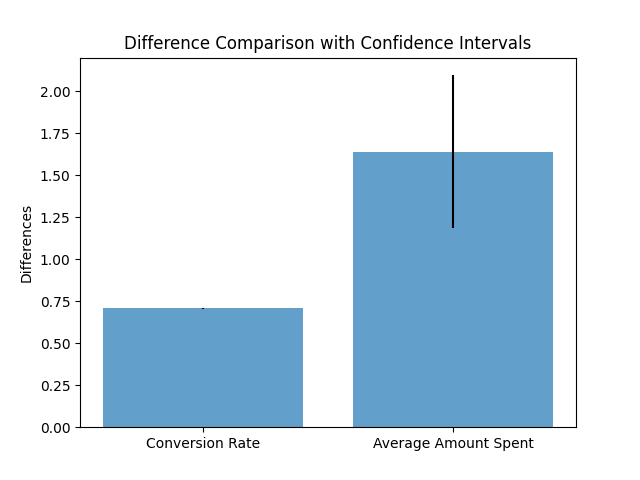 Difference Comparison with Confidence Intervals
2.00
1.75
1.50
1.25
1.00
0.75
0.50
0.25
0.00
Differences
Conversion Rate
Average Amount Spent